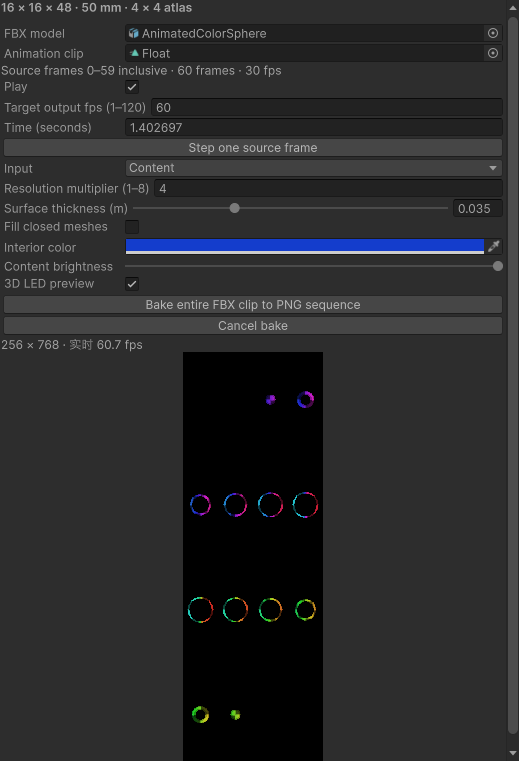 16 × 16 × 48 · 50 mm · 4 × 4 atlas
FBX model AnimatedColorSphere
Animation clip Float
Source frames 0–59 inclusive · 60 frames · 30 fps
Play
Target output fps (1–120) 60
Time (seconds) 1.402697
Step one source frame
Input Content
Resolution multiplier (1–8) 4
Surface thickness (m) 0.035
Fill closed meshes
Interior color
Content brightness
3D LED preview
Bake entire FBX clip to PNG sequence
Cancel bake
256 × 768 · 实时 60.7 fps